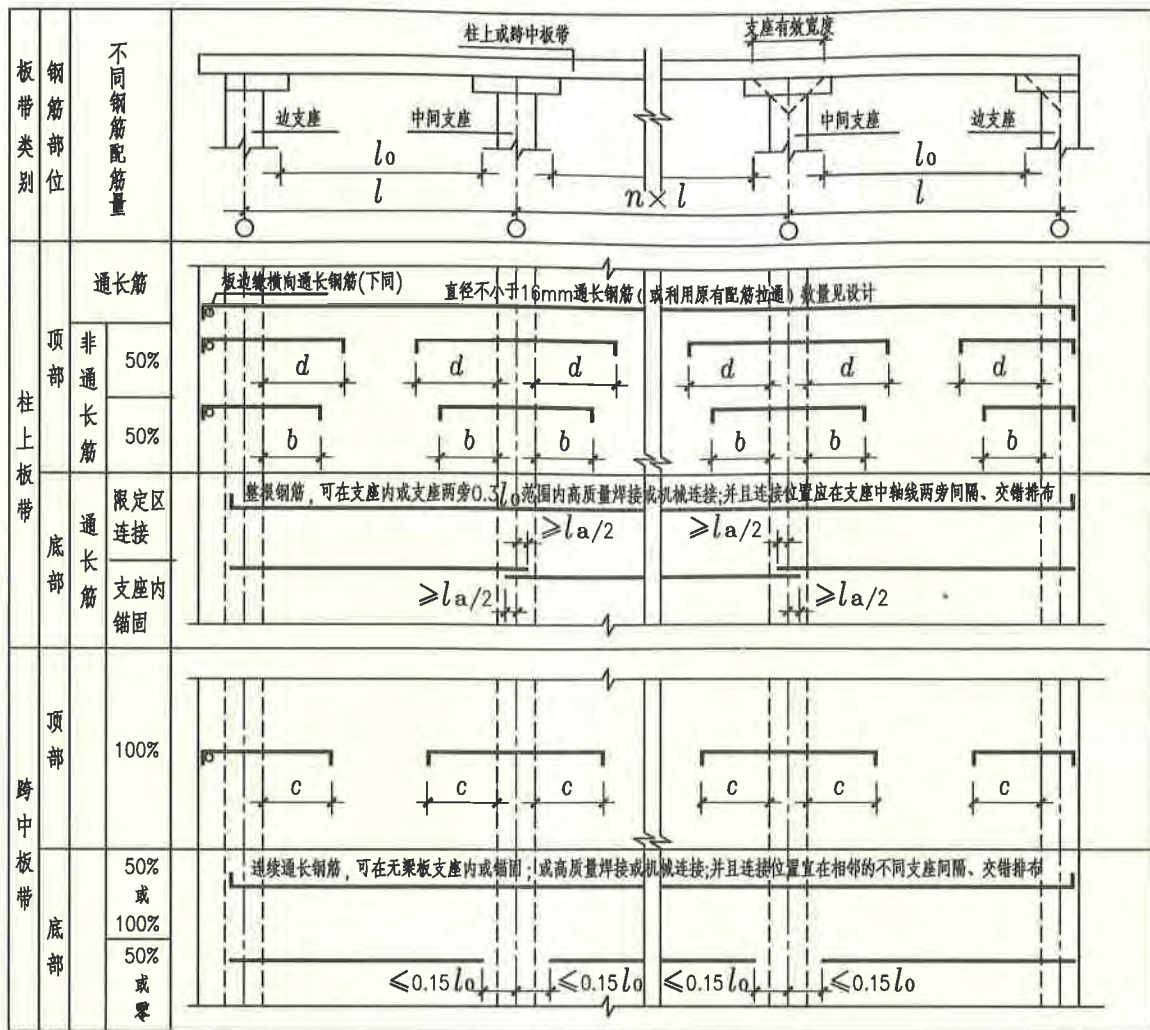 板带类别
钢筋部位
不同钢筋配筋量
柱上或跨中板带
支座有效宽度
边支座
中间支座
中间支座
边支座
l0
l0
l
n×l
l
柱上板带
顶部
通长筋
板边缘横向通长钢筋(下同)
直径不小于16mm通长钢筋(或利用原有配筋拉通)数量见设计
非通长筋
50%
d d d d d d
50%
b b b b b b
底部
通长筋
限定区连接
整根钢筋,可在支座内或支座两旁0.3l0范围内高质量焊接或机械连接;并且连接位置应在支座中轴线两旁间隔、交错排布
支座内锚固
≥la/2 ≥la/2
≥la/2 ≥la/2
跨中板带
顶部
100%
c c c c c c
底部
50%或100%
连续通长钢筋,可在无梁板支座内或锚固;或高质量焊接或机械连接;并且连接位置宜在相邻的不同支座间隔、交错排布
50%或零
≤0.15l0 ≤0.15l0 ≤0.15l0 ≤0.15l0